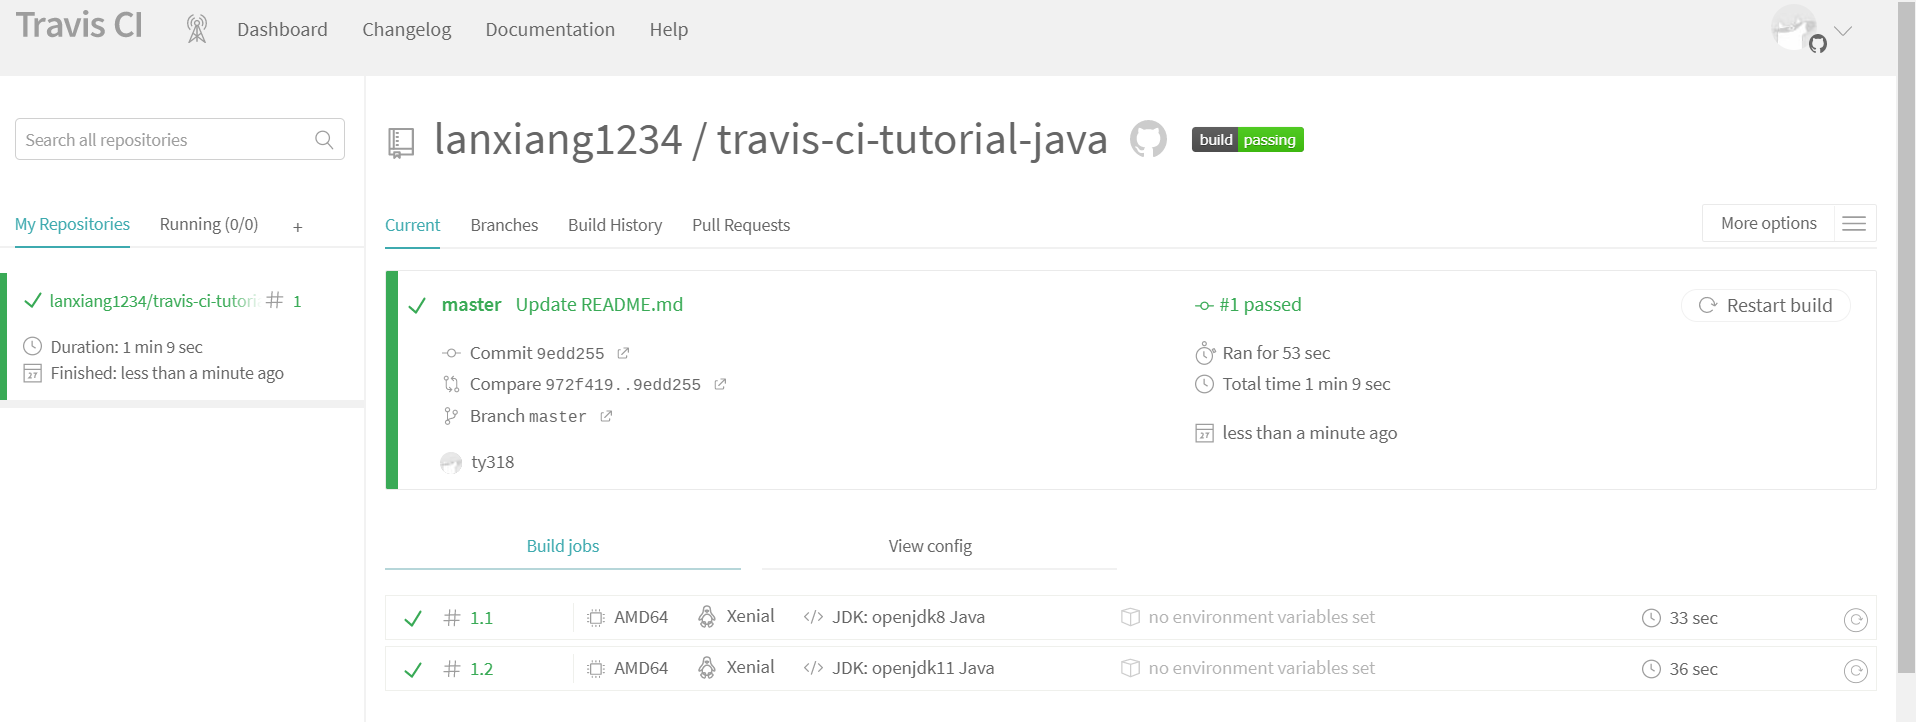 Travis CI
Dashboard Changelog Documentation Help
Search all repositories
My Repositories Running (0/0) +
lanxiang1234/travis-ci-tutori # 1
Duration: 1 min 9 sec
Finished: less than a minute ago
lanxiang1234 / travis-ci-tutorial-java build passing
Current Branches Build History Pull Requests More options
master Update README.md
Commit 9edd255
Compare 972f419..9edd255
Branch master
ty318
#1 passed
Ran for 53 sec
Total time 1 min 9 sec
27 less than a minute ago
Restart build
Build jobs View config
# 1.1 AMD64 Xenial </> JDK: openjdk8 Java no environment variables set 33 sec
# 1.2 AMD64 Xenial </> JDK: openjdk11 Java no environment variables set 36 sec